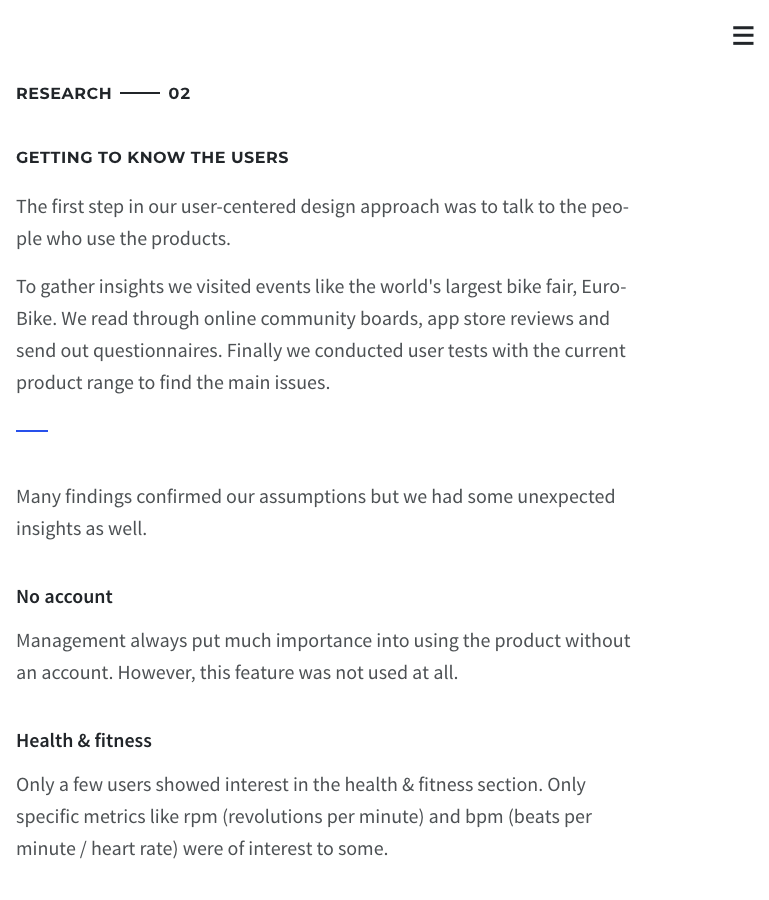 RESEARCH 02
GETTING TO KNOW THE USERS
The first step in our user-centered design approach was to talk to the peo-
ple who use the products.
To gather insights we visited events like the world's largest bike fair, Euro-
Bike. We read through online community boards, app store reviews and
send out questionnaires. Finally we conducted user tests with the current
product range to find the main issues.
Many findings confirmed our assumptions but we had some unexpected
insights as well.
No account
Management always put much importance into using the product without
an account. However, this feature was not used at all.
Health & fitness
Only a few users showed interest in the health & fitness section. Only
specific metrics like rpm (revolutions per minute) and bpm (beats per
minute / heart rate) were of interest to some.